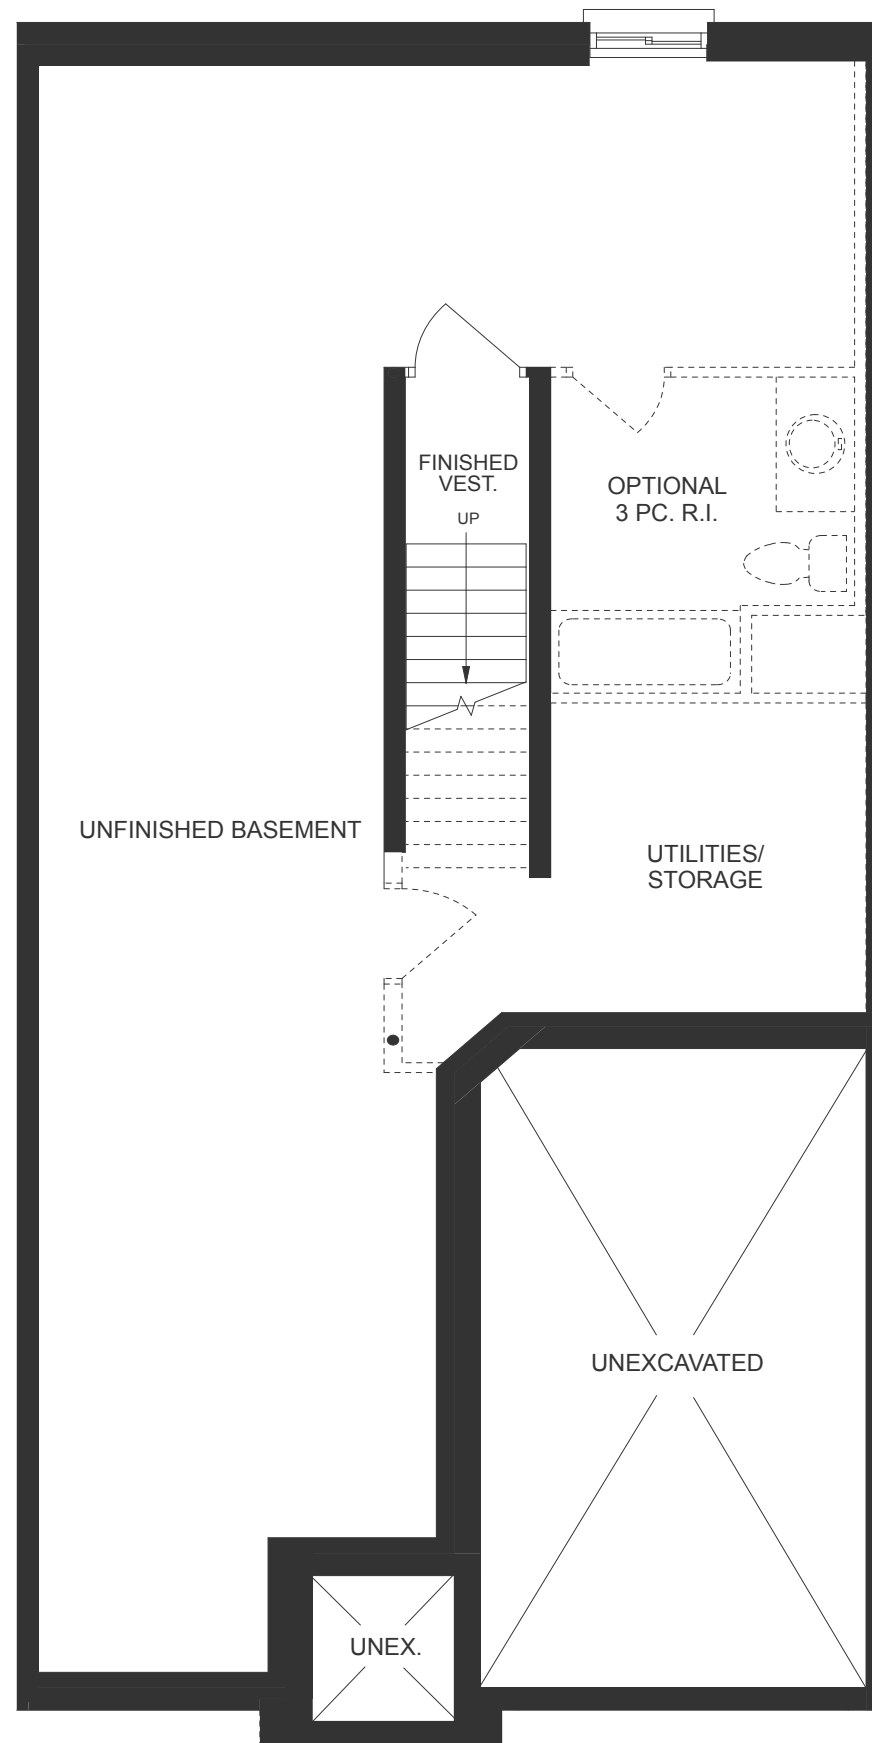 FINISHED
VEST.
UP
OPTIONAL
3 PC. R.I.
UNFINISHED BASEMENT
UTILITIES/
STORAGE
UNEXCAVATED
UNEX.